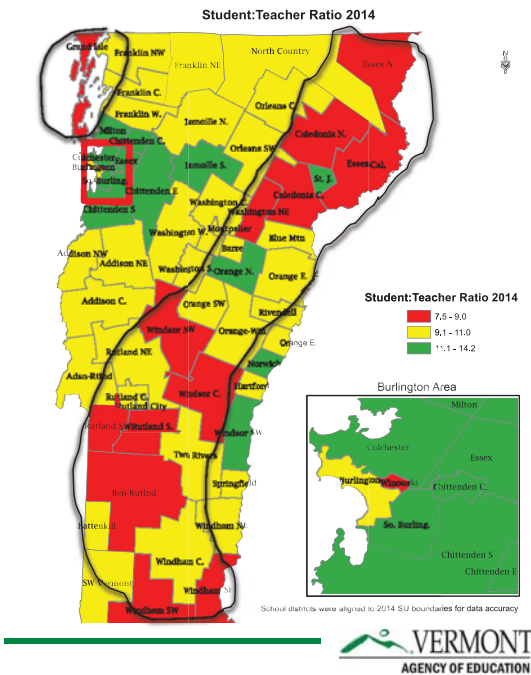 Student:Teacher Ratio 2014
Grand Isle
Franklin NW
Franklin NE
North Country
Essex N
Franklin C.
Franklin W.
Orleans C.
Milton
Lamoille N.
Caledonia N.
Chittenden C.
Orleans SW
Colchester
Essex
Burlington
Lamoille S.
Essex Cal.
So. Burling.
Chittenden E
St. J.
Caledonia C.
Chittenden S
Washington C.
Washington NE
Montpelier
Washington W.
Blue Mtn
Addison NW
Barre
Addison NE
Washington S
Orange N.
Orange E.
Addison C.
Orange SW
Rivendell
Windsor NW
Orange-Win.
Orange E.
Rutland NE
Norwich
Adsn-Rtlnd
Hartford
Rutland C.
Windsor C.
Rutland City
Rutland S.
Windsor SW
Two Rivers
Ben-Rutlnd
Springfield
Battenkill
Windham N
Windham C.
SW Vermont
Windham SE
Windham SW
Student:Teacher Ratio 2014
7.5 - 9.0
9.1 - 11.0
11.1 - 14.2
Burlington Area
Milton
Colchester
Essex
Burlington
Winooski
Chittenden C.
So. Burling.
Chittenden S
Chittenden E
School districts were aligned to 2014 SU boundaries for data accuracy
VERMONT
AGENCY OF EDUCATION